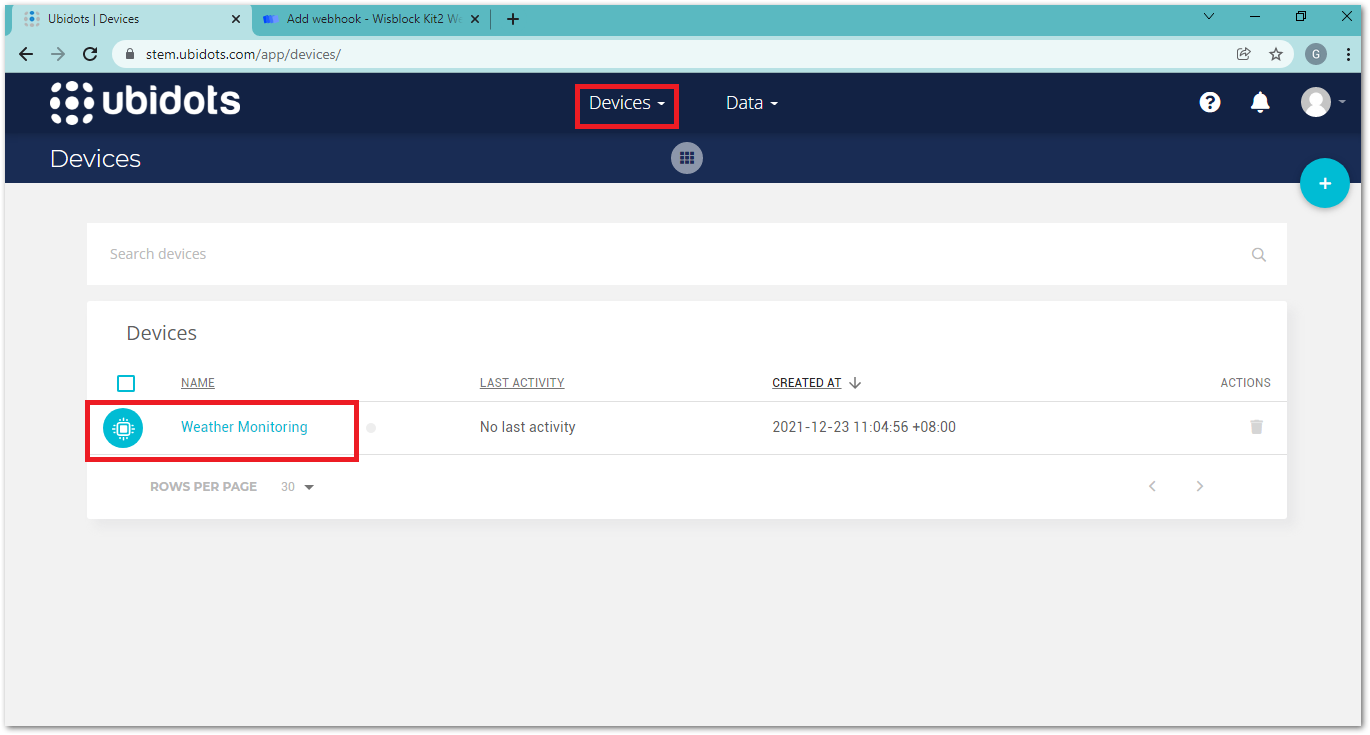 Ubidots | Devices
Add webhook - Wisblock Kit2 We
stem.ubidots.com/app/devices/
G
ubidots
Devices
Data
?
Devices
+
Search devices
Devices
NAME LAST ACTIVITY CREATED AT ACTIONS
Weather Monitoring No last activity 2021-12-23 11:04:56 +08:00
ROWS PER PAGE 30